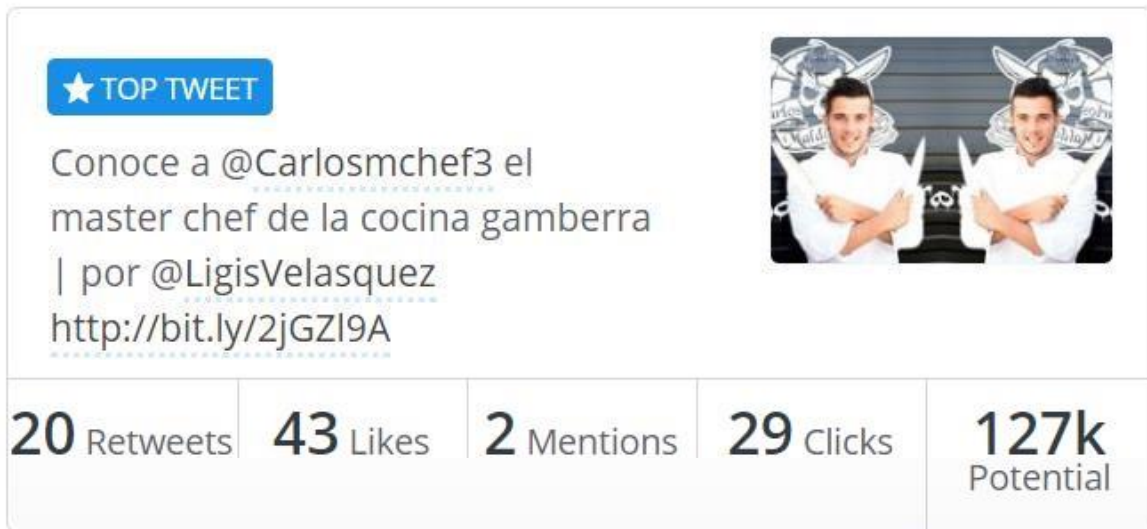 TOP TWEET
Conoce a @Carlosmchef3 el
master chef de la cocina gamberra
| por @LigisVelasquez
http://bit.ly/2jGZl9A
20 Retweets
43 Likes
2 Mentions
29 Clicks
127k
Potential